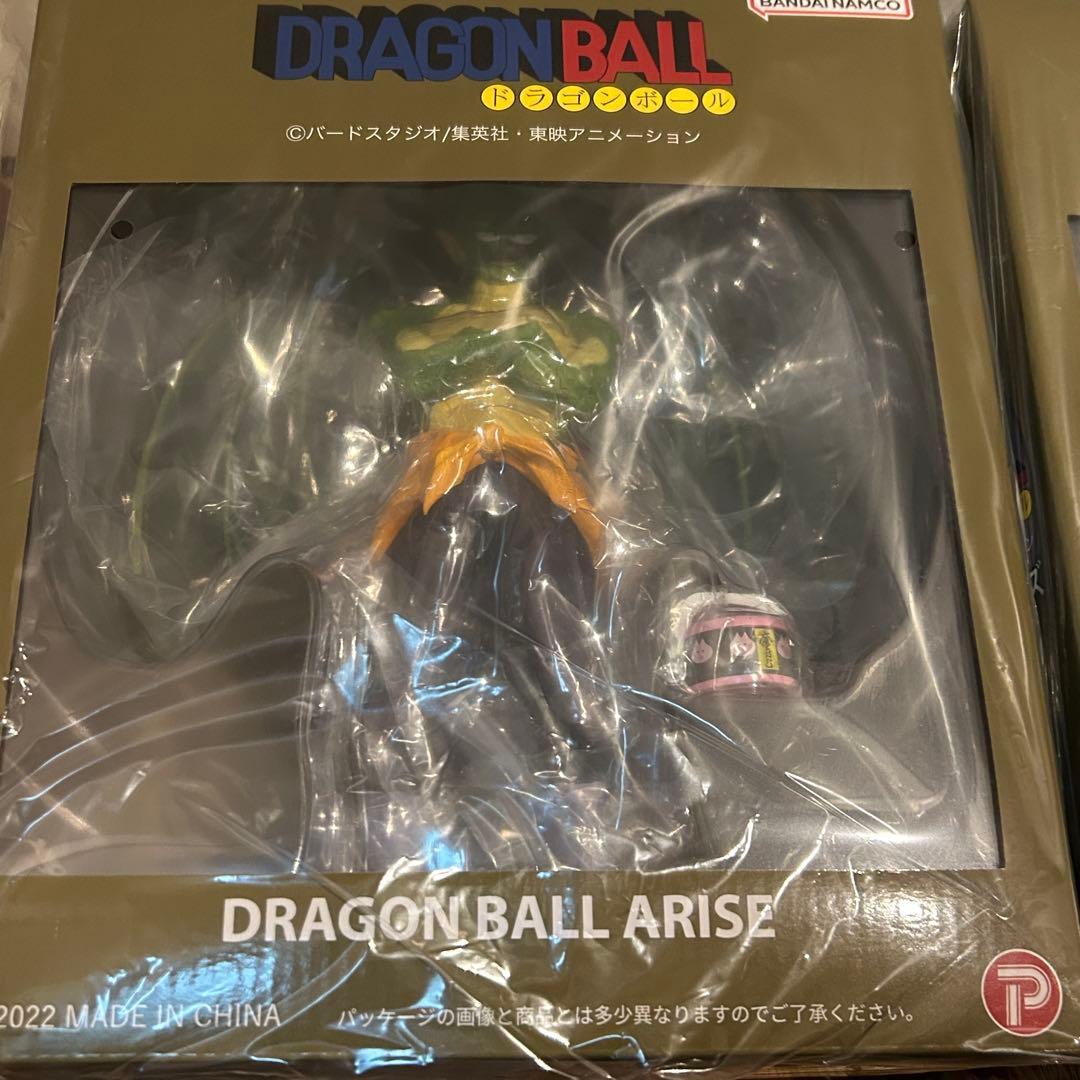 BANDAI NAMCO
DRAGON BALL
ドラゴンボール
©バードスタジオ/集英社・東映アニメーション
ズ
DRAGON BALL ARISE
2022 MADE IN CHINA
パッケージの画像と商品とは多少異なりますのでご了承ください。
P